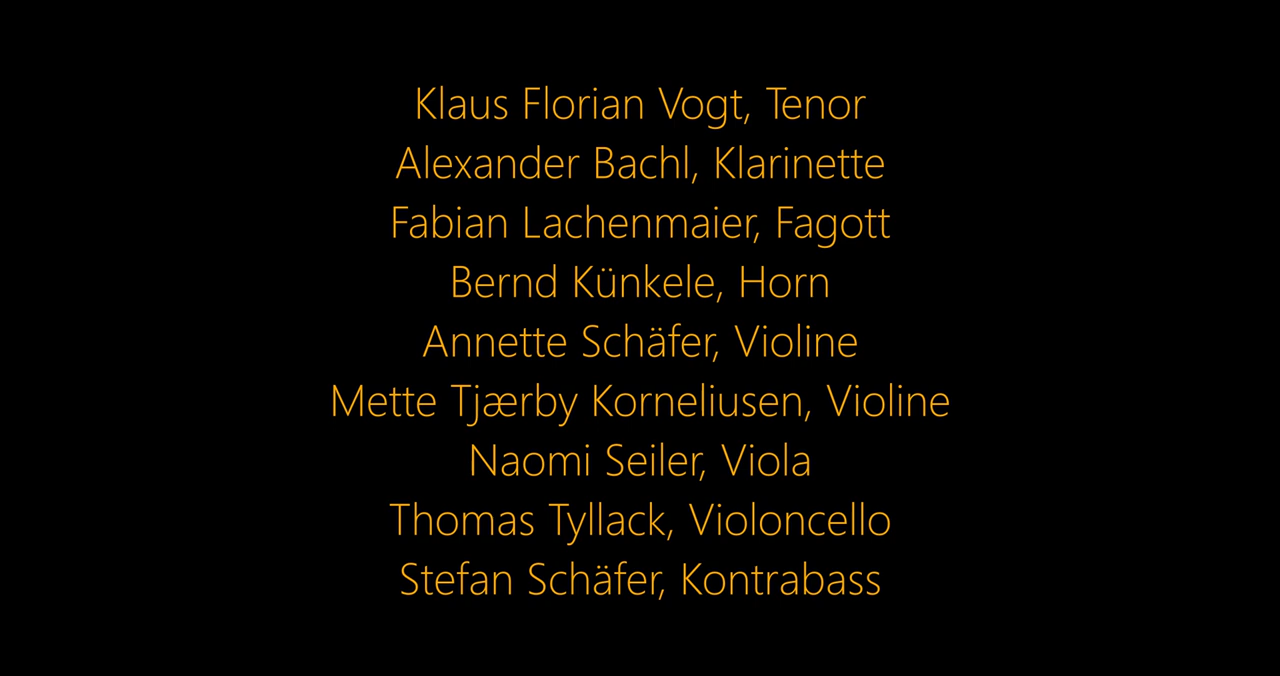 Klaus Florian Vogt, Tenor
Alexander Bachl, Klarinette
Fabian Lachenmaier, Fagott
Bernd Künkele, Horn
Annette Schäfer, Violine
Mette Tjærby Korneliusen, Violine
Naomi Seiler, Viola
Thomas Tyllack, Violoncello
Stefan Schäfer, Kontrabass